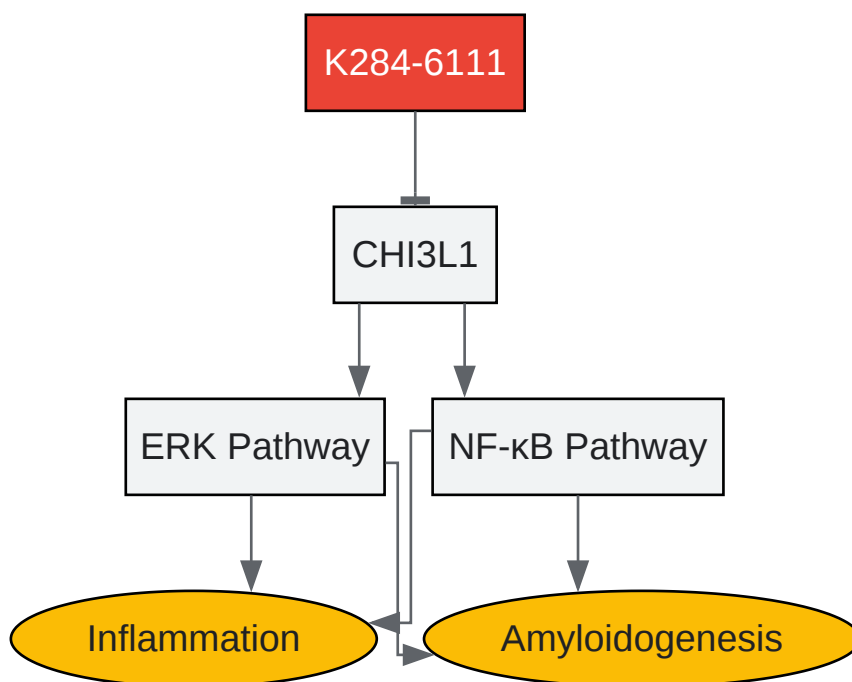 K284-6111
CHI3L1
ERK Pathway
NF-κB Pathway
Inflammation
Amyloidogenesis